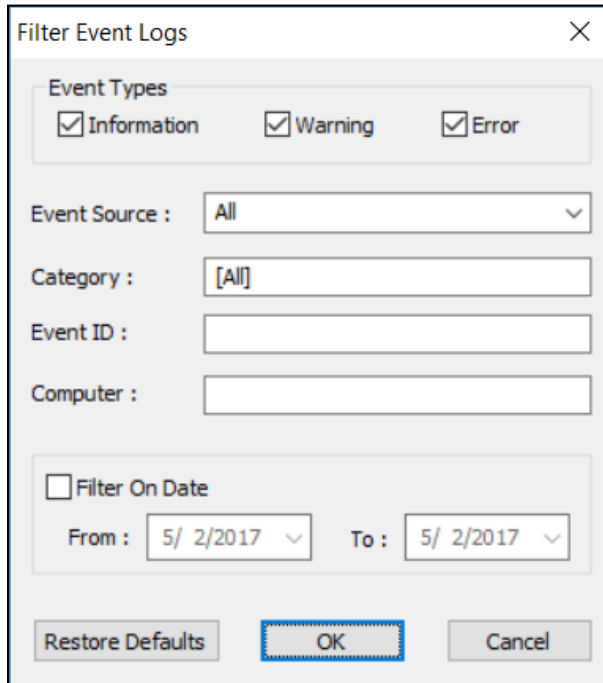 Filter Event Logs
Event Types
Information Warning Error
Event Source : All
Category : [All]
Event ID :
Computer :
Filter On Date
From : 5/ 2/2017 To : 5/ 2/2017
Restore Defaults OK Cancel